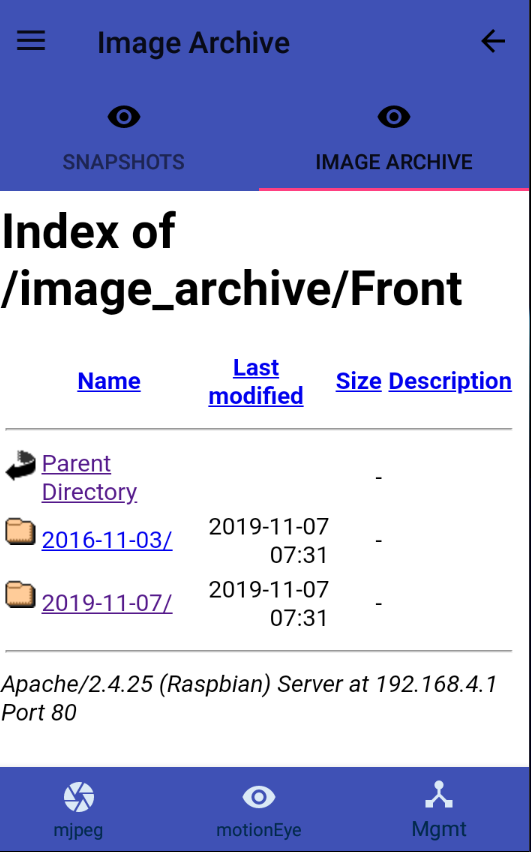 Image Archive
SNAPSHOTS
IMAGE ARCHIVE
Index of
/image_archive/Front
Name
Last
modified
Size
Description
Parent
Directory
-
2016-11-03/
2019-11-07
07:31
-
2019-11-07/
2019-11-07
07:31
-
Apache/2.4.25 (Raspbian) Server at 192.168.4.1
Port 80
mjpeg
motionEye
Mgmt